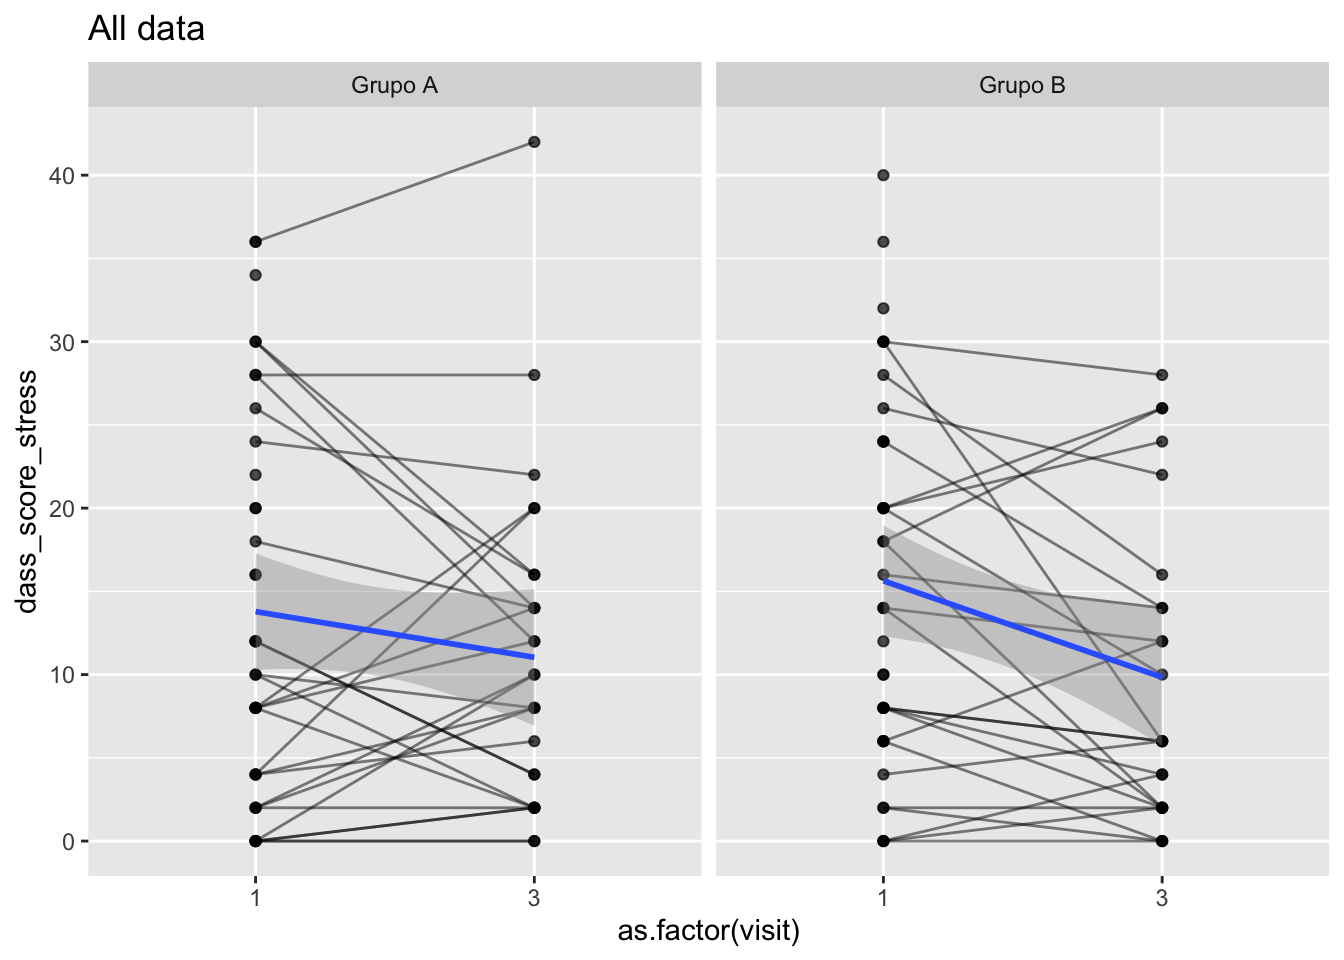 All data
Grupo A
Grupo B
dass_score_stress
40
30
20
10
0
1
3
1
3
as.factor(visit)